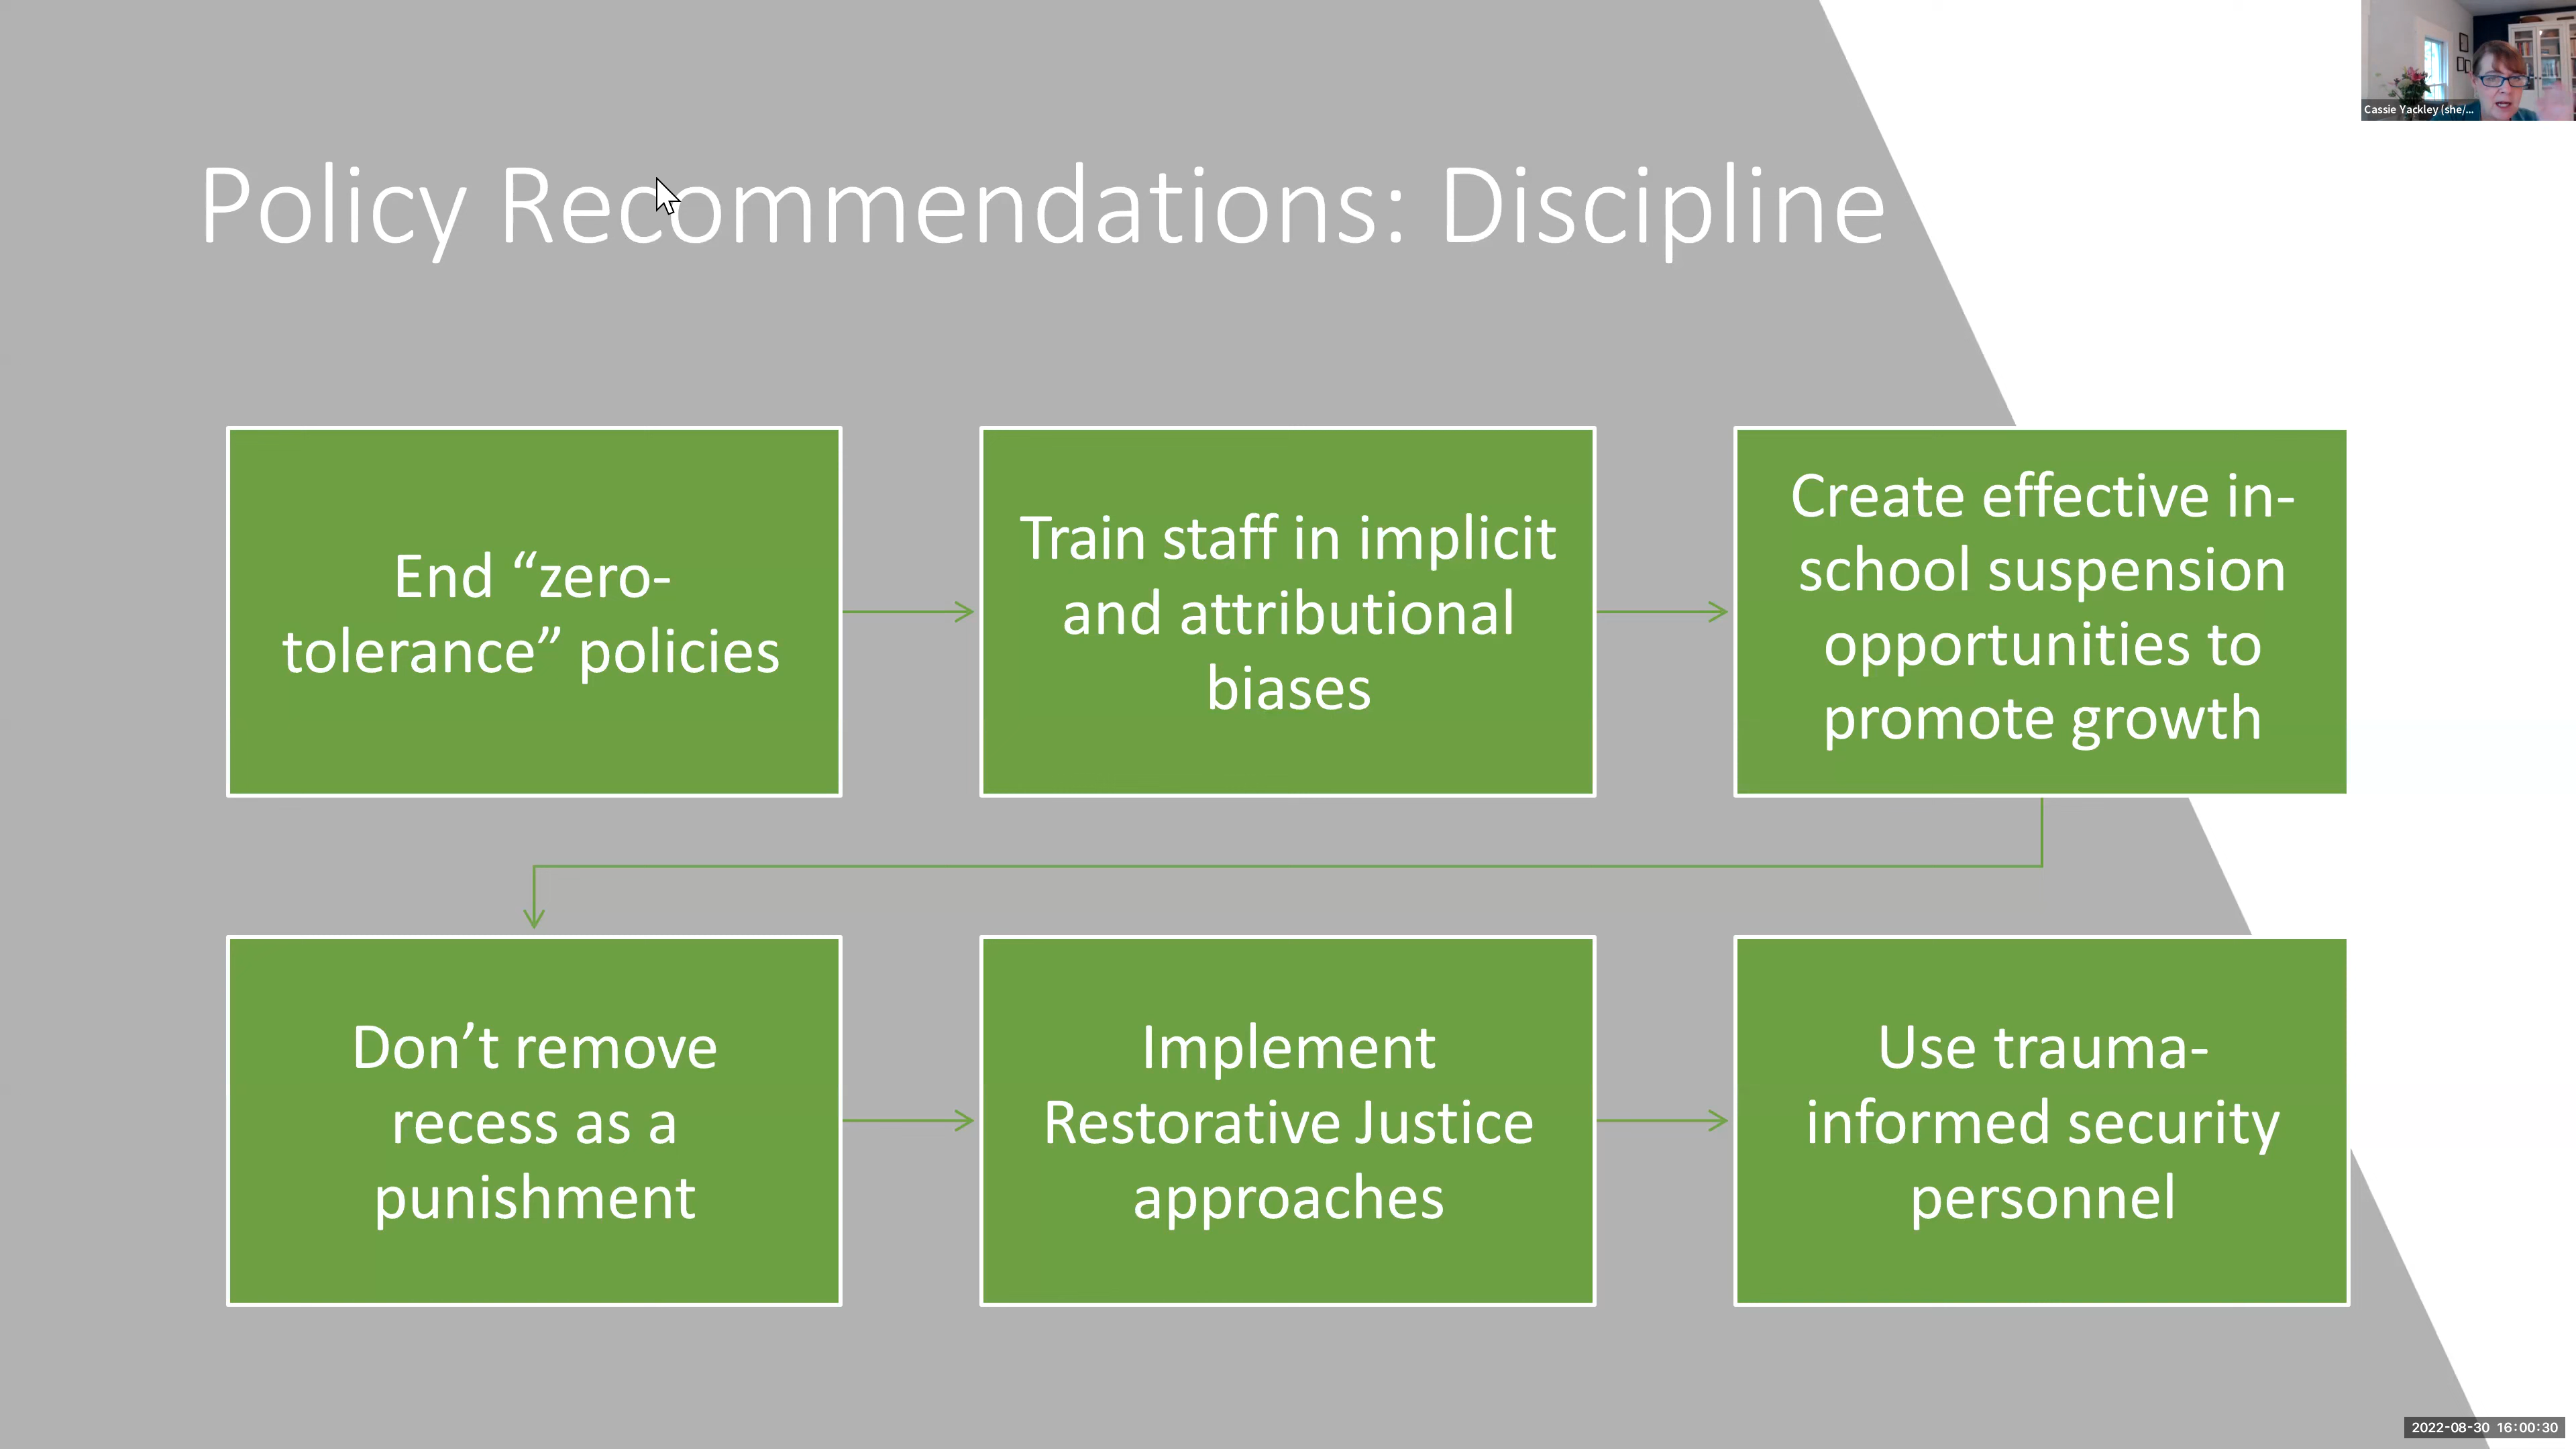 Cassie Yackley (she/...
Policy Recommendations: Discipline
End “zero-
tolerance” policies
Train staff in implicit
and attributional
biases
Create effective in-
school suspension
opportunities to
promote growth
Don’t remove
recess as a
punishment
Implement
Restorative Justice
approaches
Use trauma-
informed security
personnel
2022-08-30 16:00:30